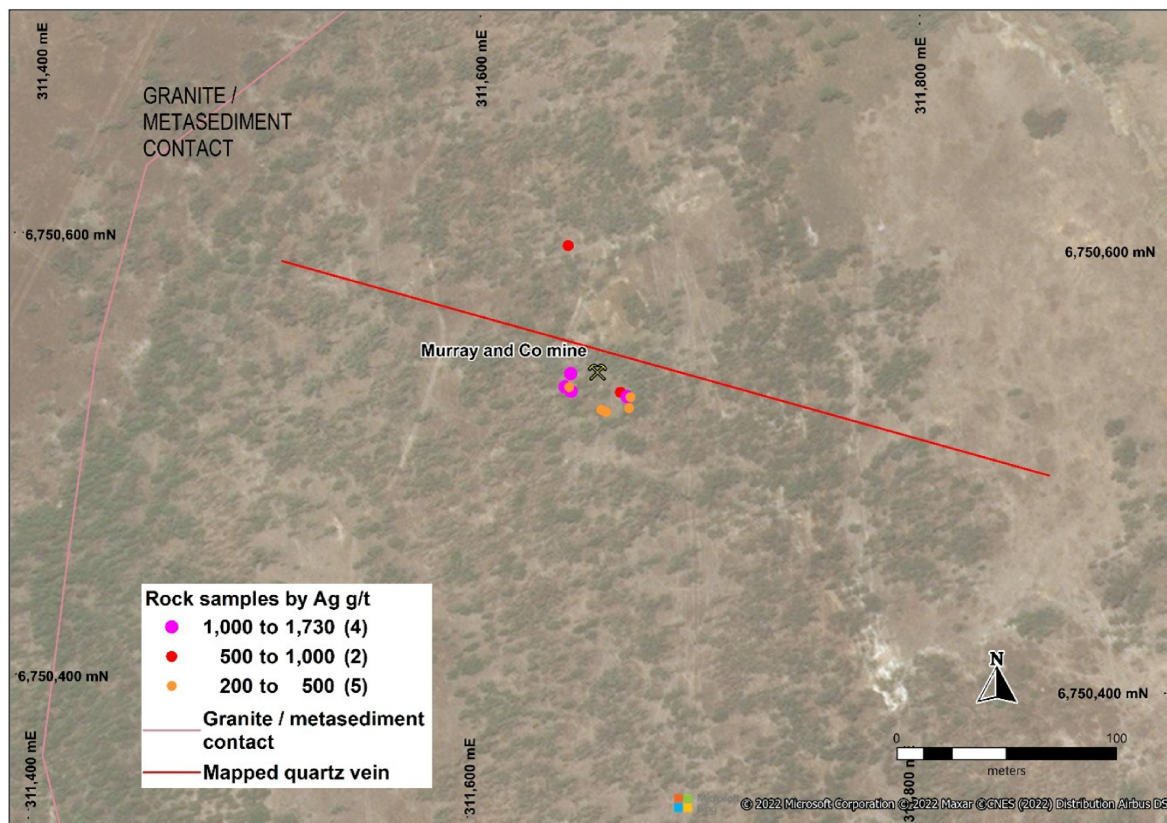 311,400 mE
311,600 mE
311,800 mE
GRANITE /
METASEDIMENT
CONTACT
6,750,600 mN
6,750,600 mN
Murray and Co mine
Rock samples by Ag g/t
1,000 to 1,730 (4)
500 to 1,000 (2)
200 to 500 (5)
Granite / metasediment
contact
Mapped quartz vein
6,750,400 mN
6,750,400 mN
N
0 100
meters
311,400 mE
311,600 mE
311,800 mE
© 2022 Microsoft Corporation © 2022 Maxar ©CNES (2022) Distribution Airbus DS